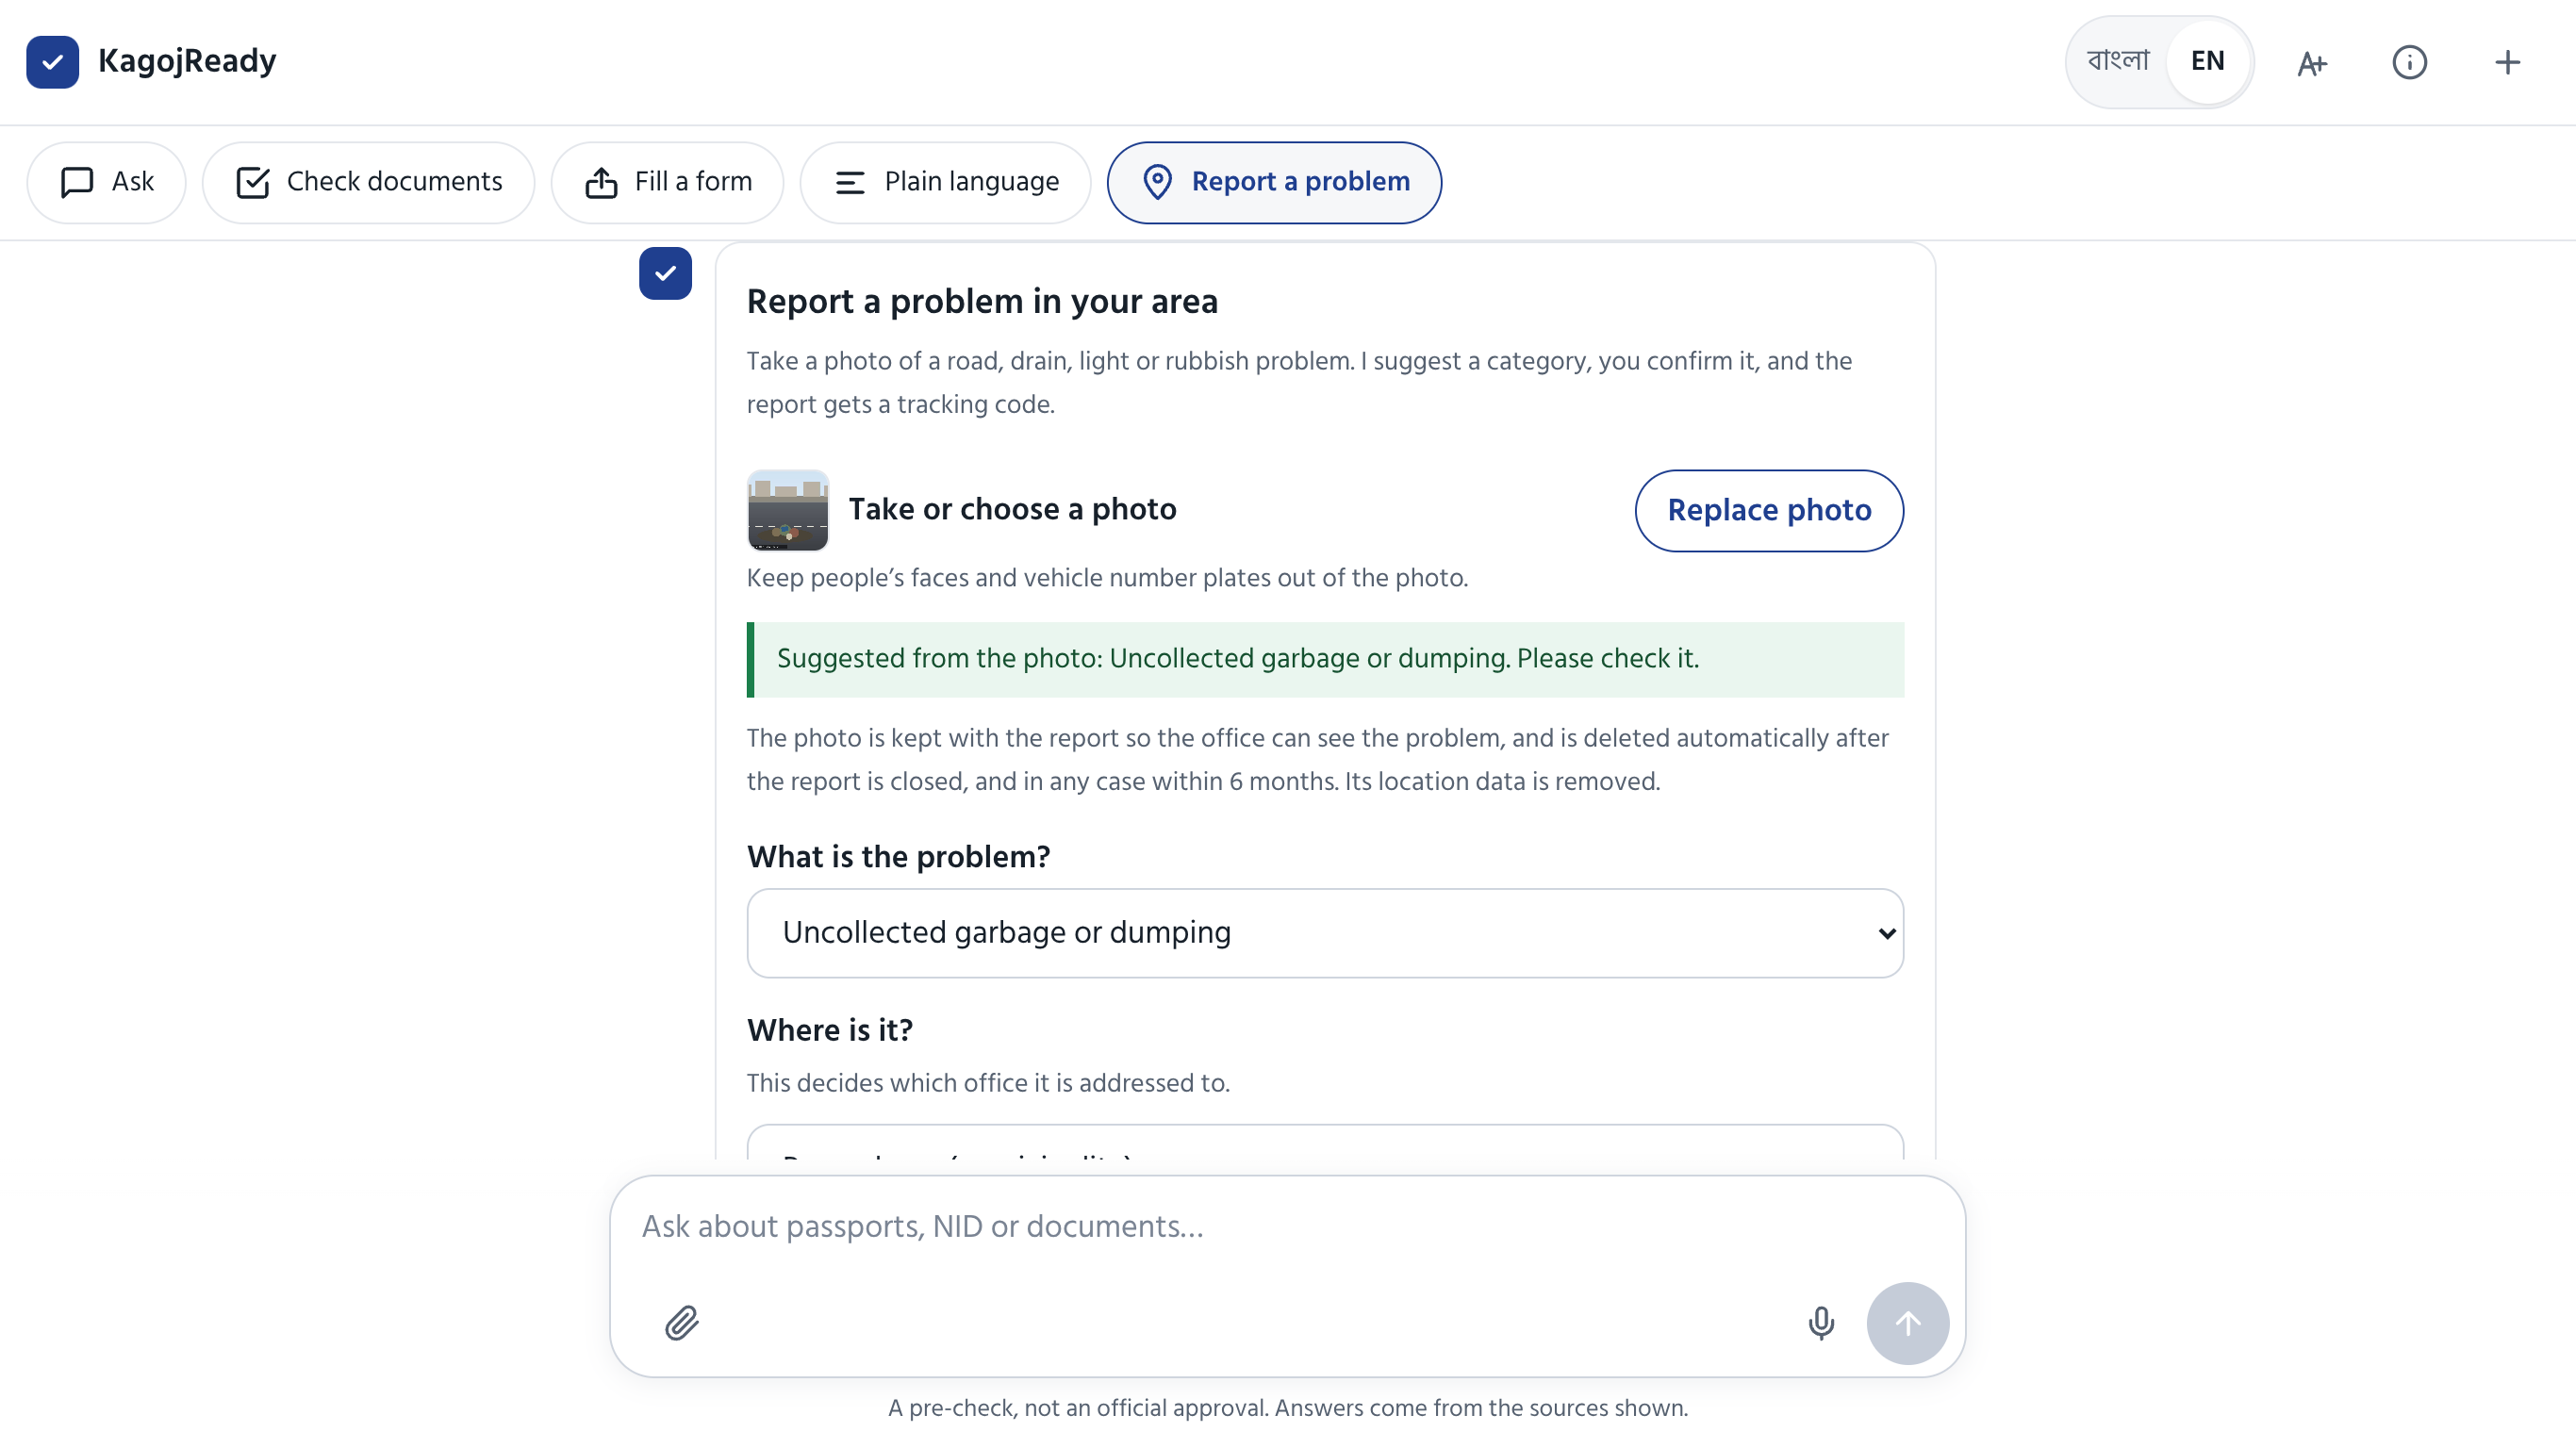 KagojReady
বাংলা
EN
A+
Ask
Check documents
Fill a form
Plain language
Report a problem
Report a problem in your area
Take a photo of a road, drain, light or rubbish problem. I suggest a category, you confirm it, and the
report gets a tracking code.
Take or choose a photo
Replace photo
Keep people’s faces and vehicle number plates out of the photo.
Suggested from the photo: Uncollected garbage or dumping. Please check it.
The photo is kept with the report so the office can see the problem, and is deleted automatically after
the report is closed, and in any case within 6 months. Its location data is removed.
What is the problem?
Uncollected garbage or dumping
Where is it?
This decides which office it is addressed to.
Ask about passports, NID or documents…
A pre-check, not an official approval. Answers come from the sources shown.